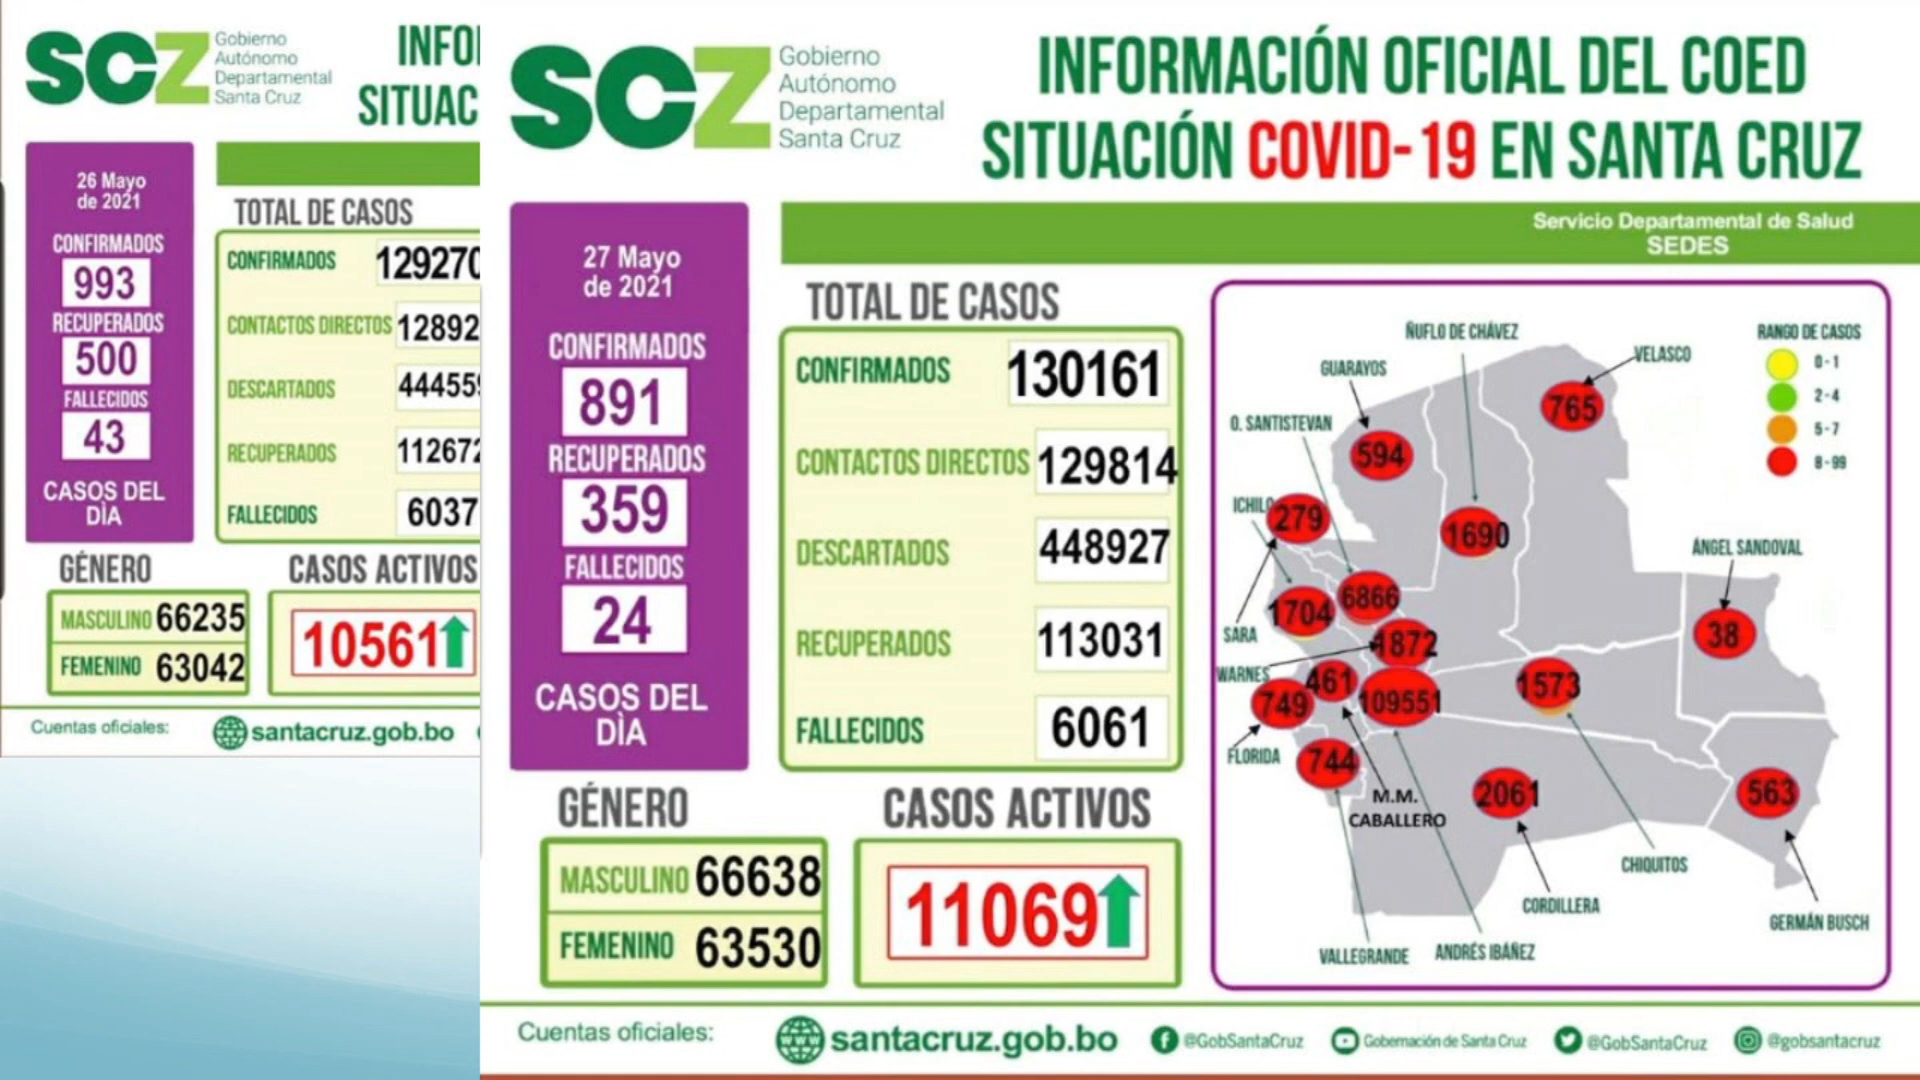 SCZ
Gobierno
Autónomo
Departamental
Santa Cruz
INFO
SITUAC
26 Mayo
de 2021
CONFIRMADOS
993
RECUPERADOS
500
FALLECIDOS
43
CASOS DEL
DÌA
TOTAL DE CASOS
CONFIRMADOS 129270
CONTACTOS DIRECTOS 12892
DESCARTADOS 44455
RECUPERADOS 112672
FALLECIDOS 6037
GÉNERO
MASCULINO 66235
FEMENINO 63042
CASOS ACTIVOS
10561
Cuentas oficiales:
santacruz.gob.bo
SCZ
Gobierno
Autónomo
Departamental
Santa Cruz
INFORMACIÓN OFICIAL DEL COED
SITUACIÓN COVID-19 EN SANTA CRUZ
Servicio Departamental de Salud
SEDES
27 Mayo
de 2021
CONFIRMADOS
891
RECUPERADOS
359
FALLECIDOS
24
CASOS DEL
DÌA
TOTAL DE CASOS
CONFIRMADOS 130161
CONTACTOS DIRECTOS 129814
DESCARTADOS 448927
RECUPERADOS 113031
FALLECIDOS 6061
GÉNERO
MASCULINO 66638
FEMENINO 63530
CASOS ACTIVOS
11069
ÑUFLO DE CHÁVEZ
VELASCO
GUARAYOS
O. SANTISTEVAN
ICHILO
RANGO DE CASOS
0-1
2-4
5-7
8-99
765
594
279
1690
ÁNGEL SANDOVAL
6866
1704
SARA
1872
38
WARNES
461
749
109551
1573
FLORIDA
744
M.M.
CABALLERO
2061
563
CHIQUITOS
CORDILLERA
GERMÁN BUSCH
VALLEGRANDE
ANDRÉS IBÁÑEZ
Cuentas oficiales:
www santacruz.gob.bo
@GobSantaCruz
Gobernación de Santa Cruz
@GobSantaCruz
@gobsantacruz